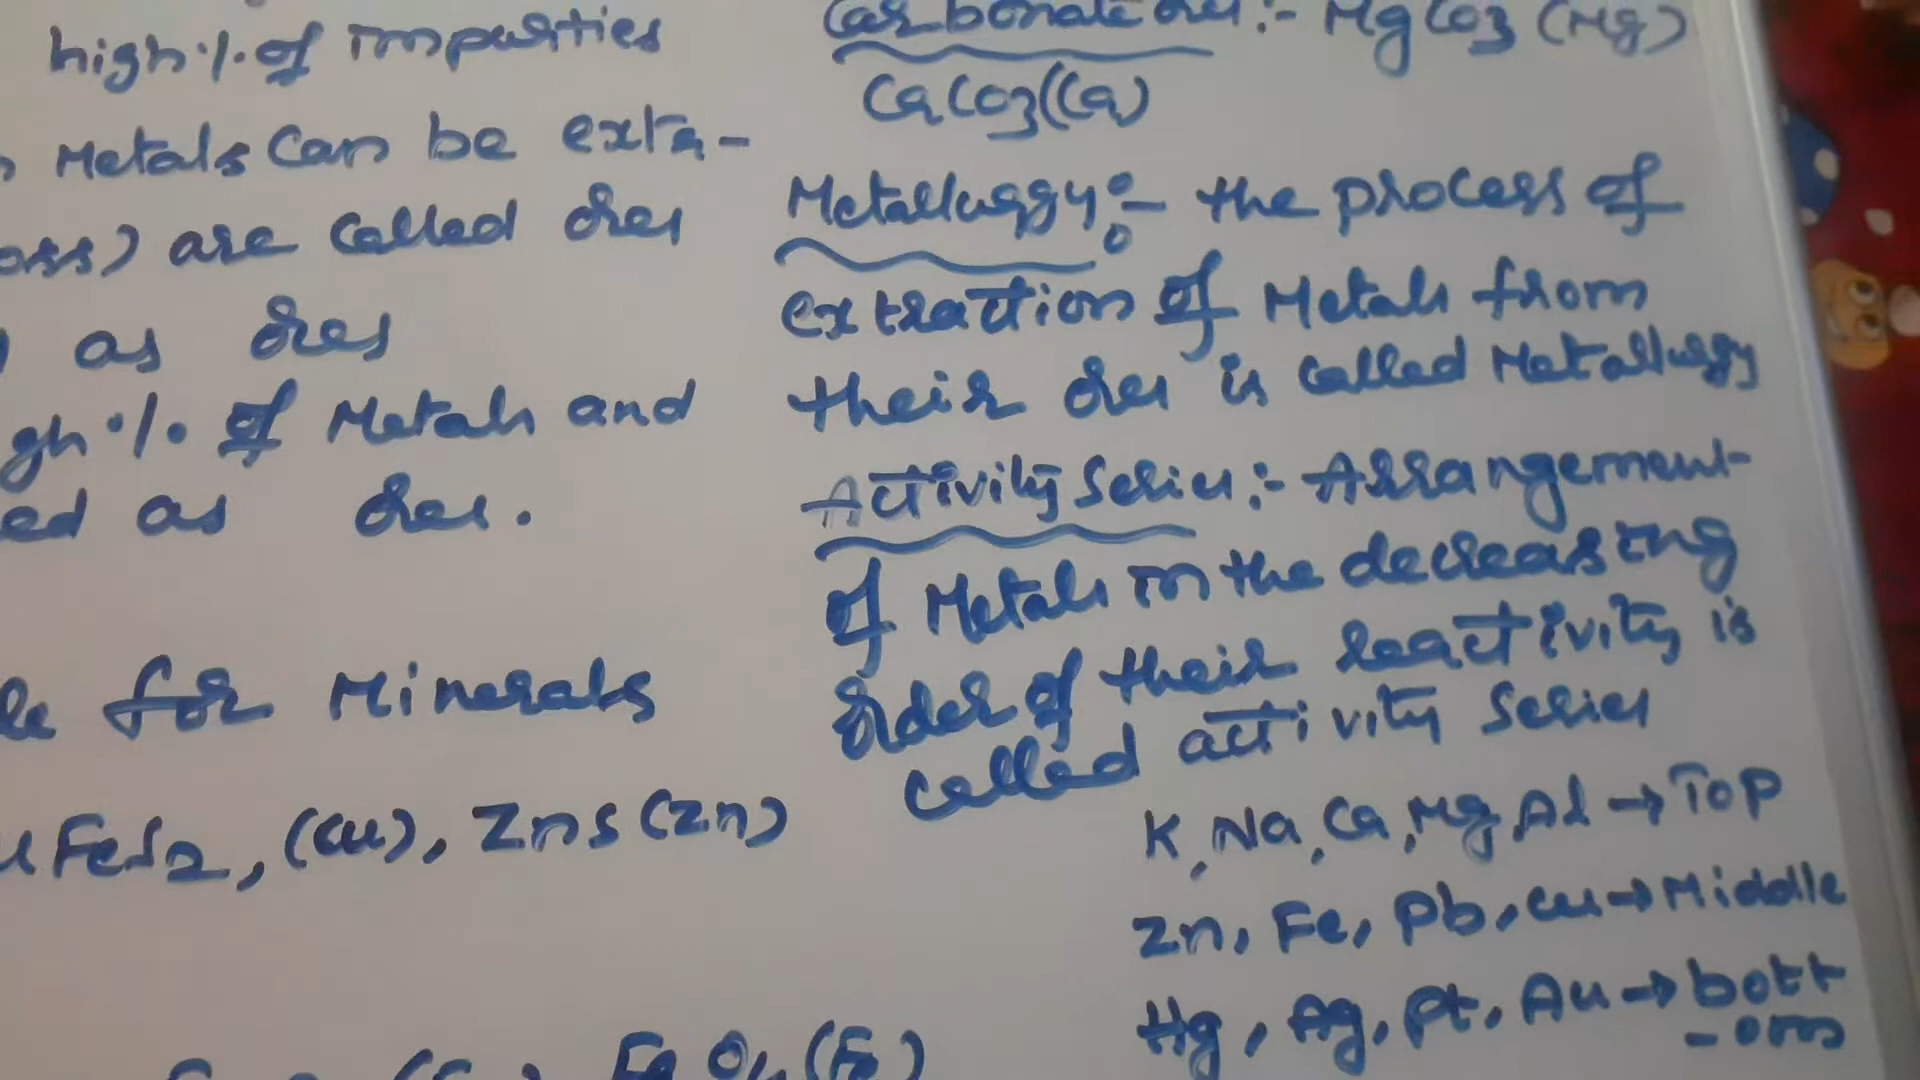 high % of impurities
Metals Can be extra-
are called ores
as ores
% of Metals and
ed as ores.
for Minerals
FeS2, (Cu), ZnS (Zn)
(Fe)
Carbonate ores :- MgCO3 (Mg)
CaCO3 (Ca)
Metallurgy :- the process of
extraction of Metals from
their ores is called Metallurgy
Activity Series :- Arrangement
of Metals in the decreasing
order of their reactivity is
called activity Series
K, Na, Ca, Mg, Al → Top
Zn, Fe, Pb, Cu → Middle
Hg, Ag, Pt, Au → bott
-om